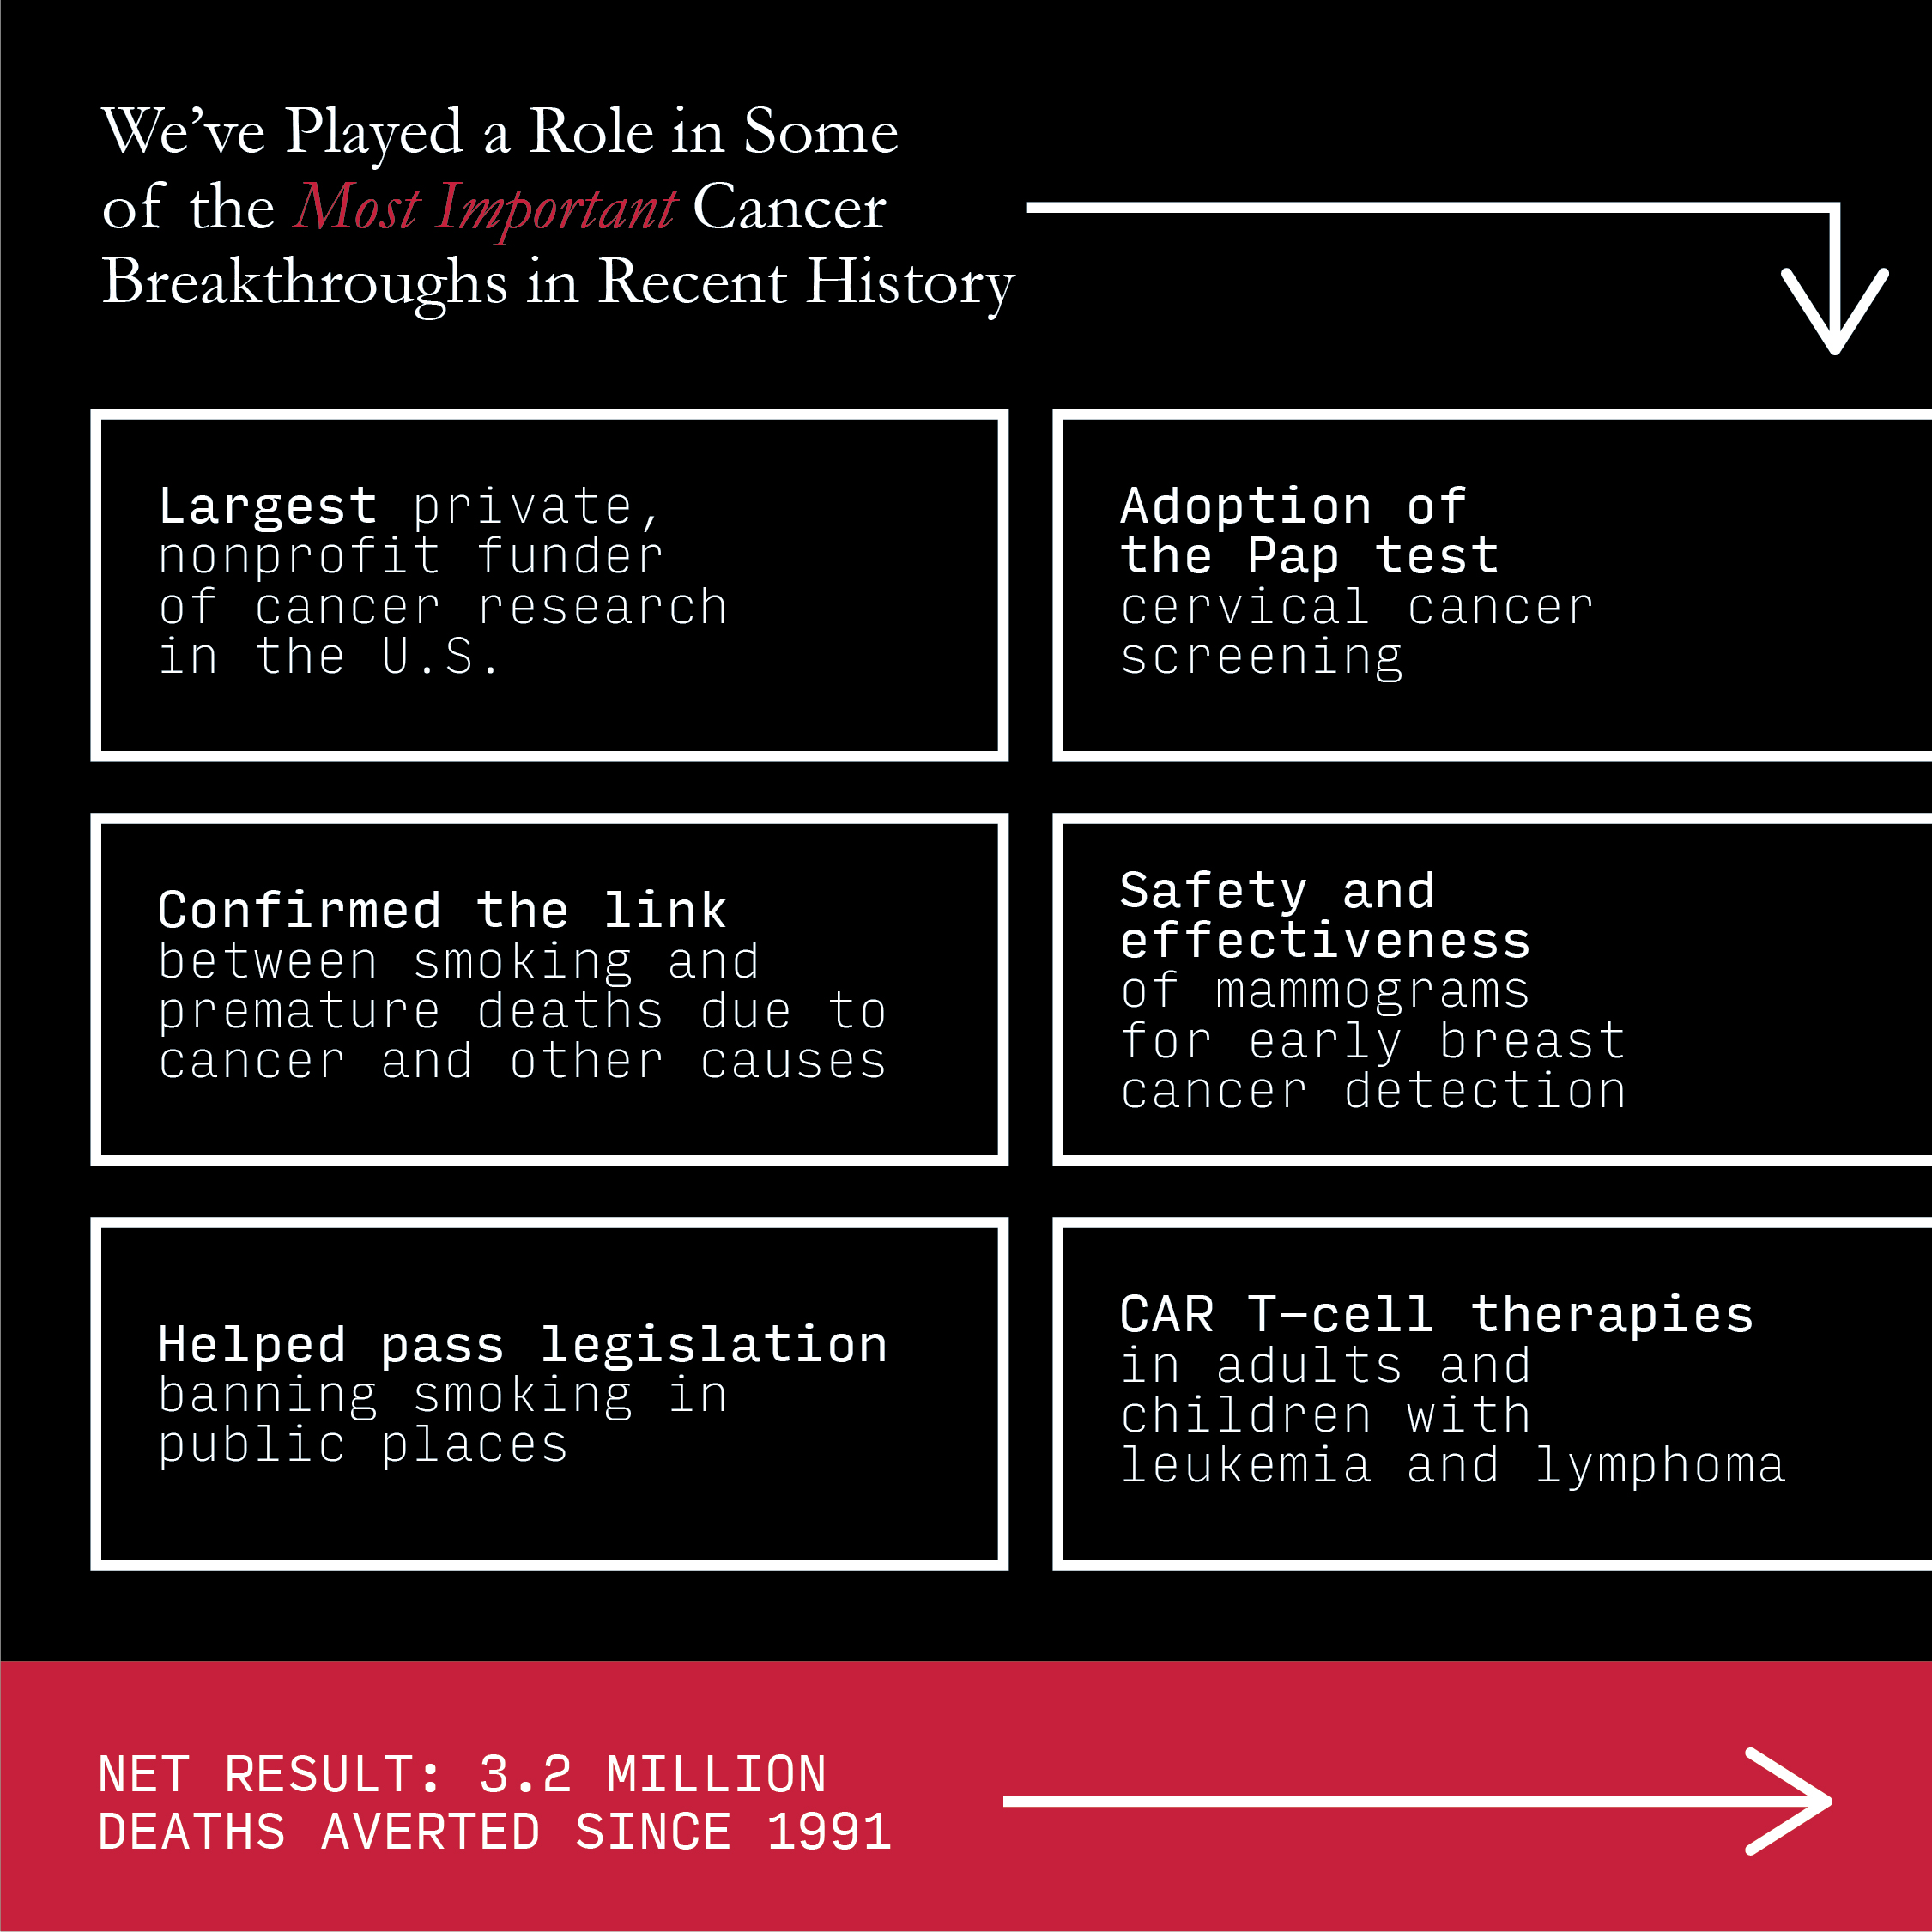 We’ve Played a Role in Some
of the Most Important Cancer
Breakthroughs in Recent History
Largest private,
nonprofit funder
of cancer research
in the U.S.
Adoption of
the Pap test
cervical cancer
screening
Confirmed the link
between smoking and
premature deaths due to
cancer and other causes
Safety and
effectiveness
of mammograms
for early breast
cancer detection
Helped pass legislation
banning smoking in
public places
CAR T-cell therapies
in adults and
children with
leukemia and lymphoma
NET RESULT: 3.2 MILLION
DEATHS AVERTED SINCE 1991